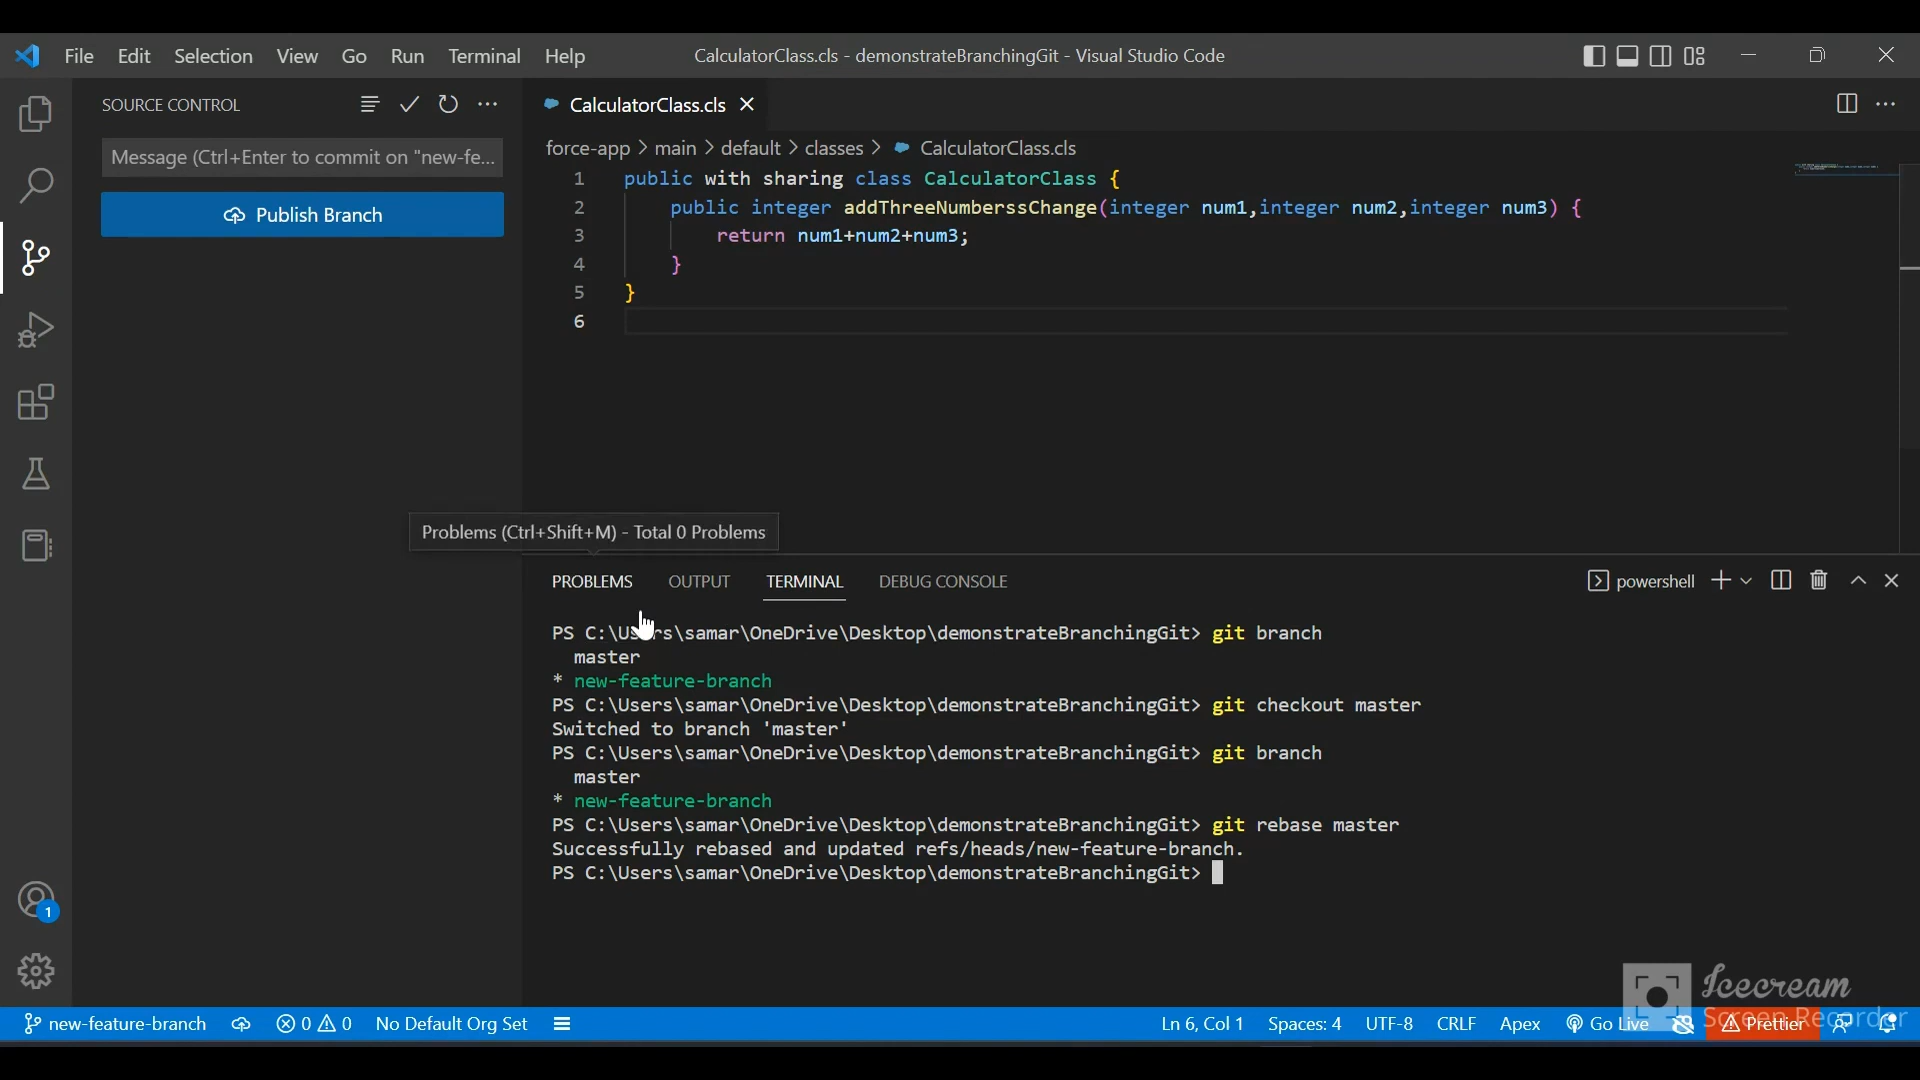 File Edit Selection View Go Run Terminal Help
CalculatorClass.cls - demonstrateBranchingGit - Visual Studio Code
SOURCE CONTROL
Message (Ctrl+Enter to commit on "new-fe...
Publish Branch
CalculatorClass.cls
force-app > main > default > classes > CalculatorClass.cls
1 public with sharing class CalculatorClass {
2 public integer addThreeNumberssChange(integer num1,integer num2,integer num3) {
3 return num1+num2+num3;
4 }
5 }
6
Problems (Ctrl+Shift+M) - Total 0 Problems
PROBLEMS OUTPUT TERMINAL DEBUG CONSOLE
powershell
PS C:\Users\samar\OneDrive\Desktop\demonstrateBranchingGit> git branch
master
* new-feature-branch
PS C:\Users\samar\OneDrive\Desktop\demonstrateBranchingGit> git checkout master
Switched to branch 'master'
PS C:\Users\samar\OneDrive\Desktop\demonstrateBranchingGit> git branch
master
* new-feature-branch
PS C:\Users\samar\OneDrive\Desktop\demonstrateBranchingGit> git rebase master
Successfully rebased and updated refs/heads/new-feature-branch.
PS C:\Users\samar\OneDrive\Desktop\demonstrateBranchingGit>
1
Icecream
Screen Recorder
new-feature-branch 0 0 No Default Org Set Ln 6, Col 1 Spaces: 4 UTF-8 CRLF Apex Go Live Prettier